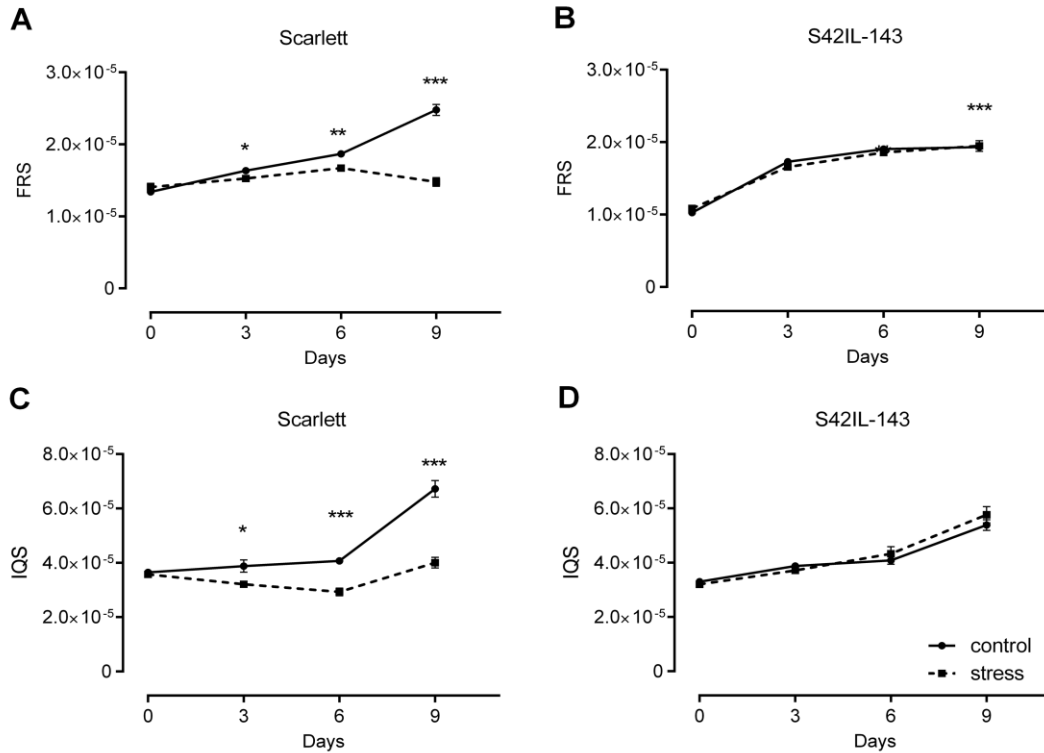 A
Scarlett
FRS
3.0× 10⁻⁵
2.0× 10⁻⁵
1.0× 10⁻⁵
0
*
**
***
0 3 6 9
Days
B
S42IL-143
FRS
3.0× 10⁻⁵
2.0× 10⁻⁵
1.0× 10⁻⁵
0
***
0 3 6 9
Days
C
Scarlett
IQS
8.0× 10⁻⁵
6.0× 10⁻⁵
4.0× 10⁻⁵
2.0× 10⁻⁵
0
*
***
***
0 3 6 9
Days
D
S42IL-143
IQS
8.0× 10⁻⁵
6.0× 10⁻⁵
4.0× 10⁻⁵
2.0× 10⁻⁵
0
control
stress
0 3 6 9
Days